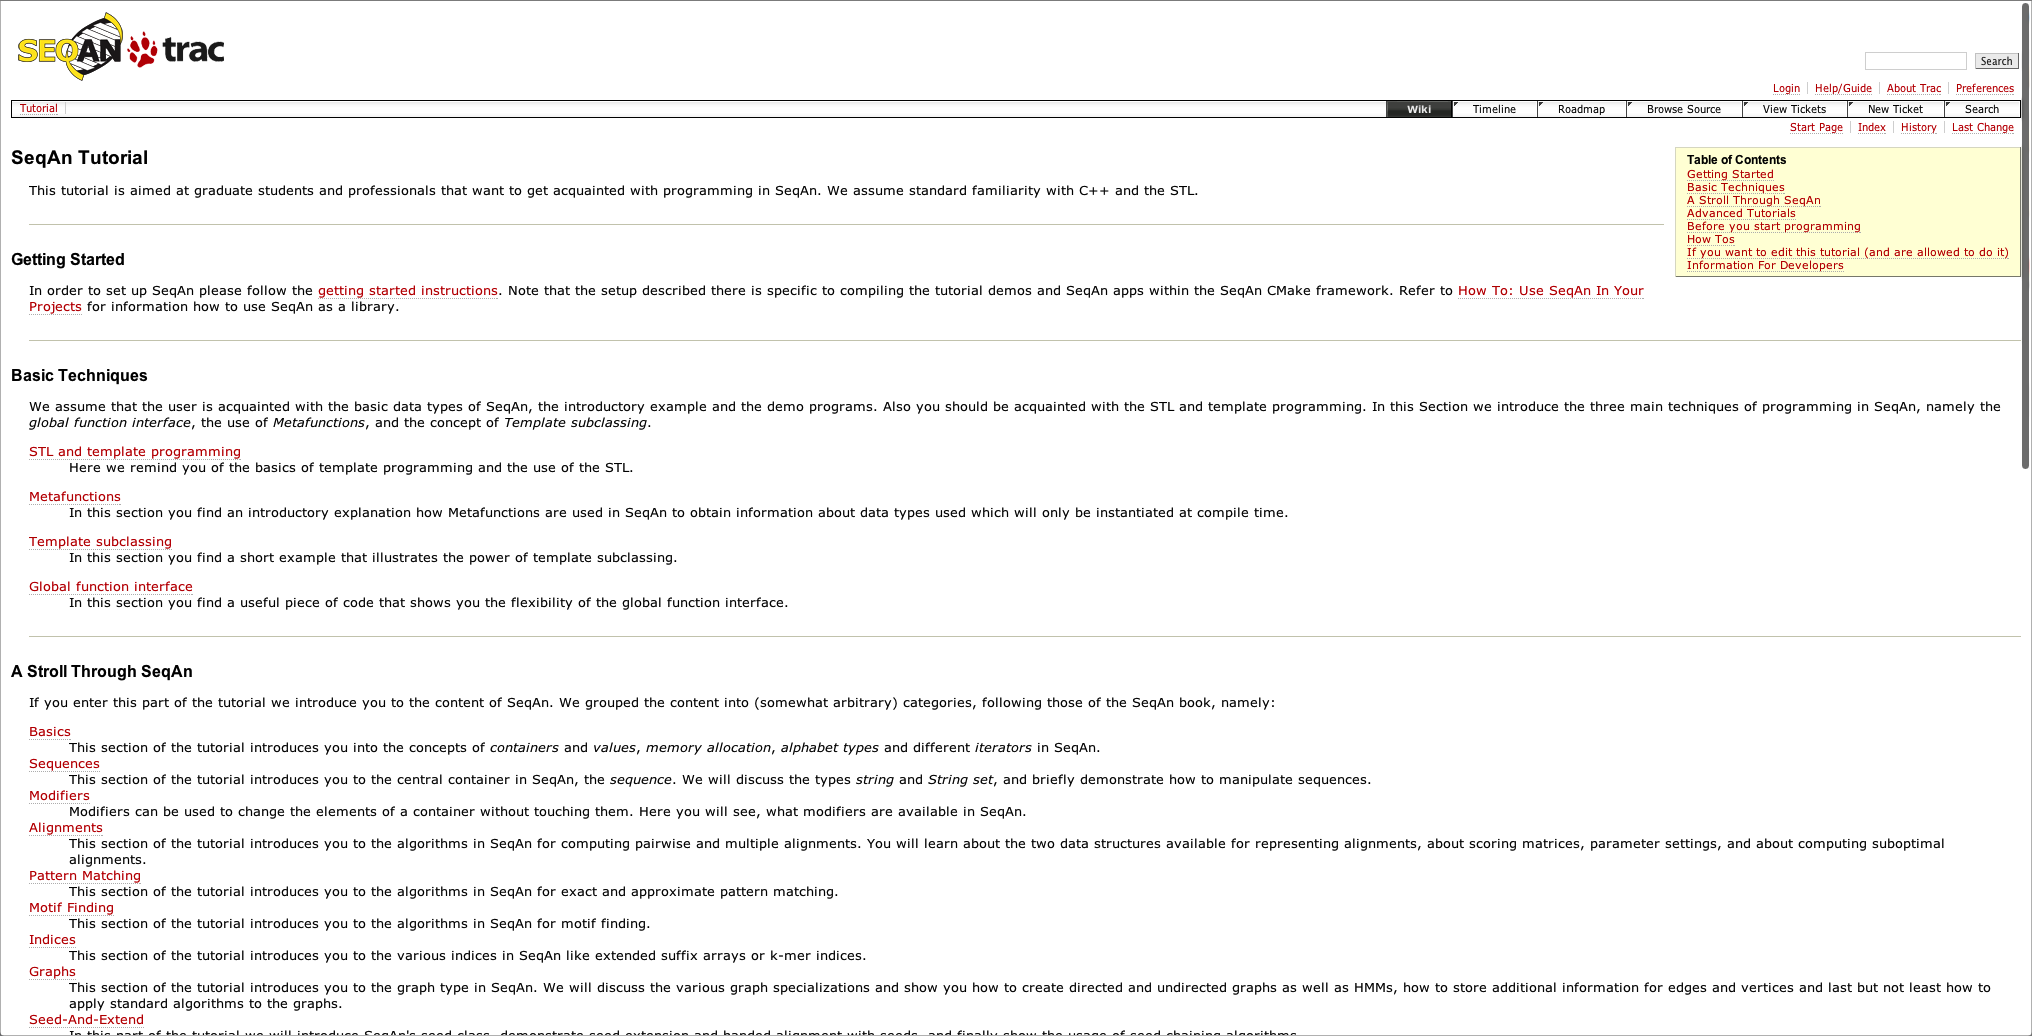 SEQAN trac
Search
Login Help/Guide About Trac Preferences
Tutorial Wiki Timeline Roadmap Browse Source View Tickets New Ticket Search
Start Page Index History Last Change
SeqAn Tutorial
This tutorial is aimed at graduate students and professionals that want to get acquainted with programming in SeqAn. We assume standard familiarity with C++ and the STL.
Table of Contents
Getting Started
Basic Techniques
A Stroll Through SeqAn
Advanced Tutorials
Before you start programming
How Tos
If you want to edit this tutorial (and are allowed to do it)
Information For Developers
Getting Started
In order to set up SeqAn please follow the getting started instructions. Note that the setup described there is specific to compiling the tutorial demos and SeqAn apps within the SeqAn CMake framework. Refer to How To: Use SeqAn In Your
Projects for information how to use SeqAn as a library.
Basic Techniques
We assume that the user is acquainted with the basic data types of SeqAn, the introductory example and the demo programs. Also you should be acquainted with the STL and template programming. In this Section we introduce the three main techniques of programming in SeqAn, namely the
global function interface, the use of Metafunctions, and the concept of Template subclassing.
STL and template programming
Here we remind you of the basics of template programming and the use of the STL.
Metafunctions
In this section you find an introductory explanation how Metafunctions are used in SeqAn to obtain information about data types used which will only be instantiated at compile time.
Template subclassing
In this section you find a short example that illustrates the power of template subclassing.
Global function interface
In this section you find a useful piece of code that shows you the flexibility of the global function interface.
A Stroll Through SeqAn
If you enter this part of the tutorial we introduce you to the content of SeqAn. We grouped the content into (somewhat arbitrary) categories, following those of the SeqAn book, namely:
Basics
This section of the tutorial introduces you into the concepts of containers and values, memory allocation, alphabet types and different iterators in SeqAn.
Sequences
This section of the tutorial introduces you to the central container in SeqAn, the sequence. We will discuss the types string and String set, and briefly demonstrate how to manipulate sequences.
Modifiers
Modifiers can be used to change the elements of a container without touching them. Here you will see, what modifiers are available in SeqAn.
Alignments
This section of the tutorial introduces you to the algorithms in SeqAn for computing pairwise and multiple alignments. You will learn about the two data structures available for representing alignments, about scoring matrices, parameter settings, and about computing suboptimal
alignments.
Pattern Matching
This section of the tutorial introduces you to the algorithms in SeqAn for exact and approximate pattern matching.
Motif Finding
This section of the tutorial introduces you to the algorithms in SeqAn for motif finding.
Indices
This section of the tutorial introduces you to the various indices in SeqAn like extended suffix arrays or k-mer indices.
Graphs
This section of the tutorial introduces you to the graph type in SeqAn. We will discuss the various graph specializations and show you how to create directed and undirected graphs as well as HMMs, how to store additional information for edges and vertices and last but not least how to
apply standard algorithms to the graphs.
Seed-And-Extend
In this part of the tutorial we will introduce SeqAn's seed class, demonstrate seed extension and banded alignment with seeds, and finally show the usage of seed chaining algorithms.